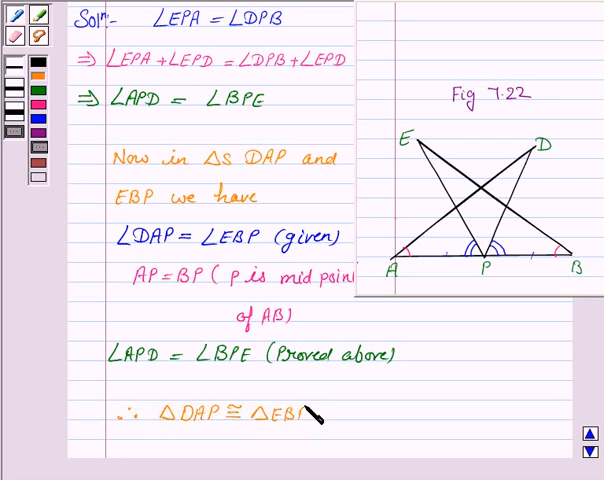 Soln:- ∠EPA = ∠DPB
⇒ ∠EPA + ∠EPD = ∠DPB + ∠EPD
⇒ ∠APD = ∠BPE
Now in Δs DAP and
EBP we have
∠DAP = ∠EBP (given)
AP = BP ( P is mid poin
of AB)
∠APD = ∠BPE (Proved above)
∴ ΔDAP ≅ ΔEBP
Fig 7.22
E
D
A
P
B